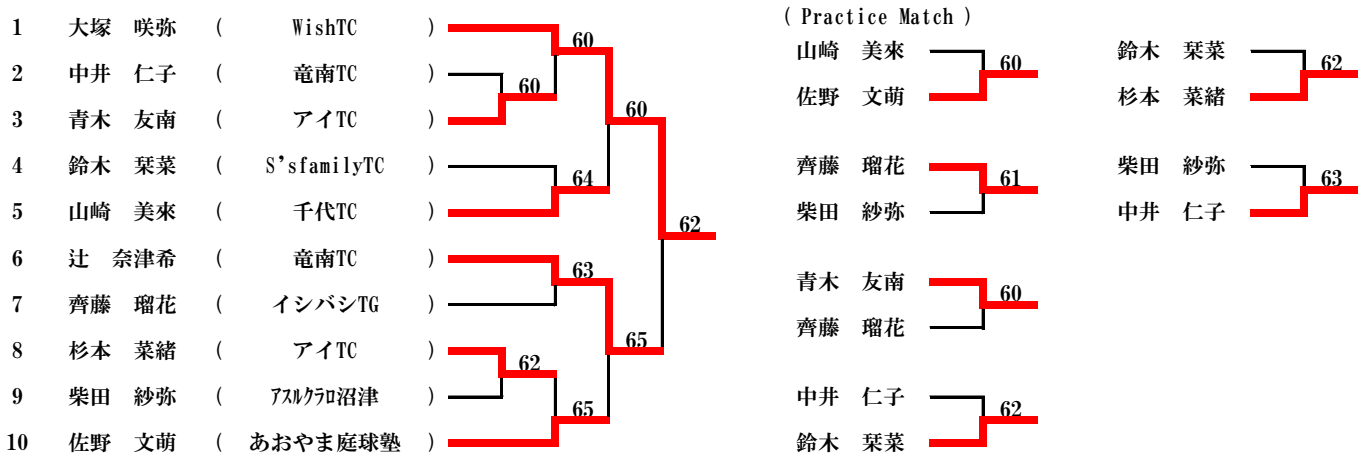 1 大塚 咲弥 ( WishTC )
2 中井 仁子 ( 竜南TC )
3 青木 友南 ( アイTC )
4 鈴木 栞菜 ( S'sfamilyTC )
5 山崎 美來 ( 千代TC )
6 辻 奈津希 ( 竜南TC )
7 齊藤 瑠花 ( イシバシTG )
8 杉本 菜緒 ( アイTC )
9 柴田 紗弥 ( アスルクラロ沼津 )
10 佐野 文萌 ( あおやま庭球塾 )
60
60
60
64
62
63
65
62
65
( Practice Match )
山崎 美來
60
佐野 文萌
齊藤 瑠花
61
柴田 紗弥
青木 友南
60
齊藤 瑠花
中井 仁子
62
鈴木 栞菜
鈴木 栞菜
62
杉本 菜緒
柴田 紗弥
63
中井 仁子